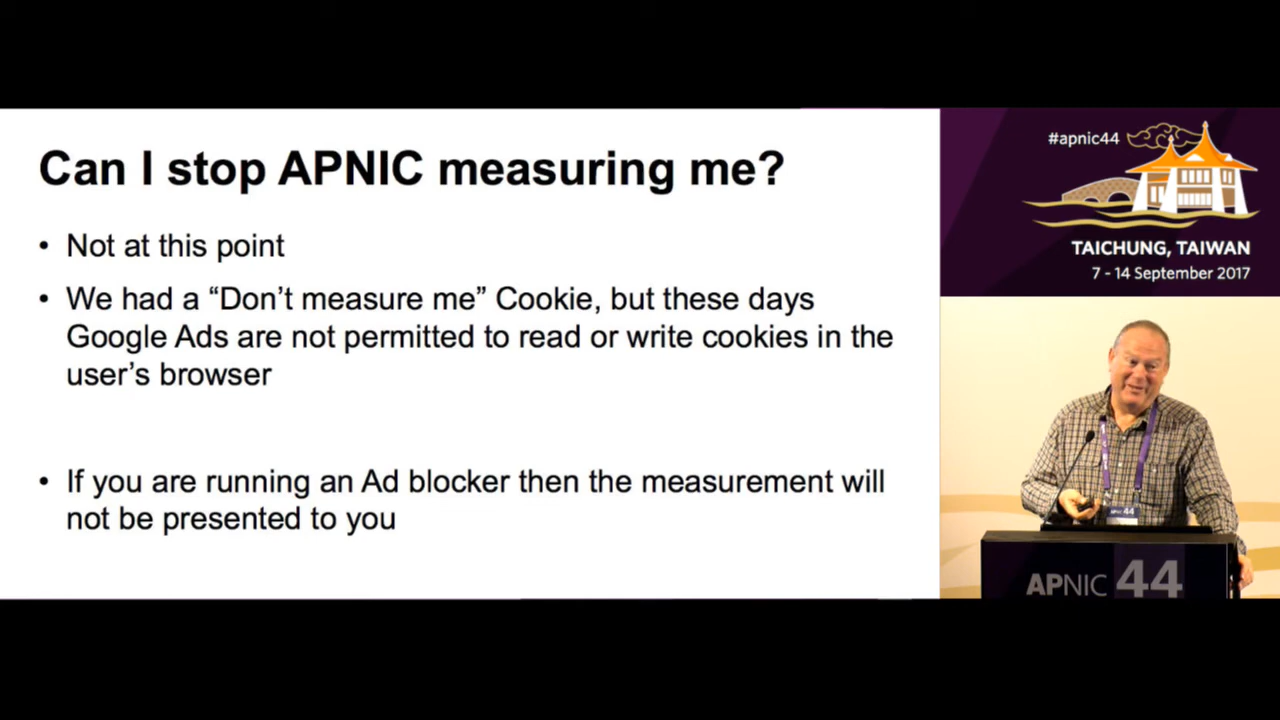 Can I stop APNIC measuring me?
• Not at this point
• We had a “Don’t measure me” Cookie, but these days
Google Ads are not permitted to read or write cookies in the
user’s browser
• If you are running an Ad blocker then the measurement will
not be presented to you
#apnic44
TAICHUNG, TAIWAN
7 - 14 September 2017
APNIC 44
APNIC 44